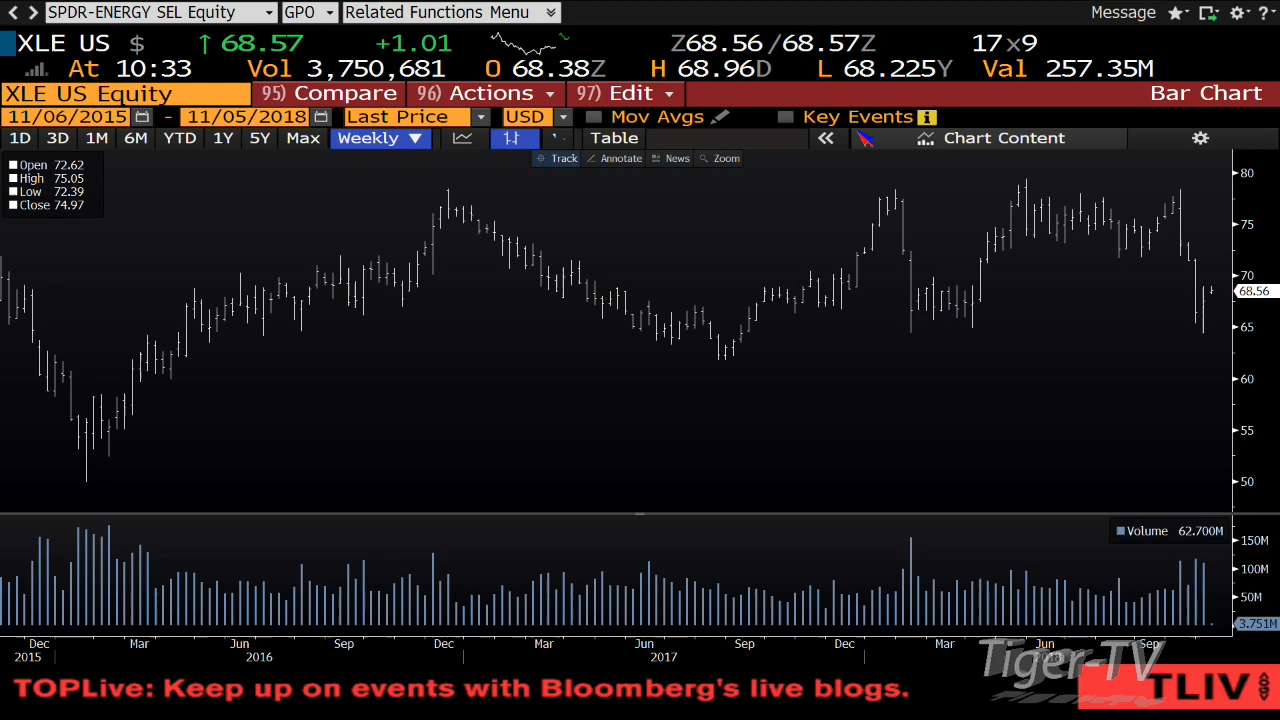 SPDR-ENERGY SEL Equity GPO Related Functions Menu Message ?
XLE US $ ↑ 68.57 +1.01 Z68.56/68.57Z 17x9
At 10:33 Vol 3,750,681 O 68.38Z H 68.96D L 68.225Y Val 257.35M
XLE US Equity 95) Compare 96) Actions 97) Edit Bar Chart
11/06/2015 - 11/05/2018 Last Price USD Mov Avgs Key Events i
1D 3D 1M 6M YTD 1Y 5Y Max Weekly ▼ Table « Chart Content
Track Annotate News Zoom
Open 72.62
High 75.05
Low 72.39
Close 74.97
80
75
70
68.56
65
60
55
50
Volume 62.700M
150M
100M
50M
3.751M
Dec Mar Jun Sep Dec Mar Jun Sep Dec Mar Jun Sep
2015 2016 2017 2018
Tiger-TV
TOPLive: Keep up on events with Bloomberg's live blogs.
TLIV